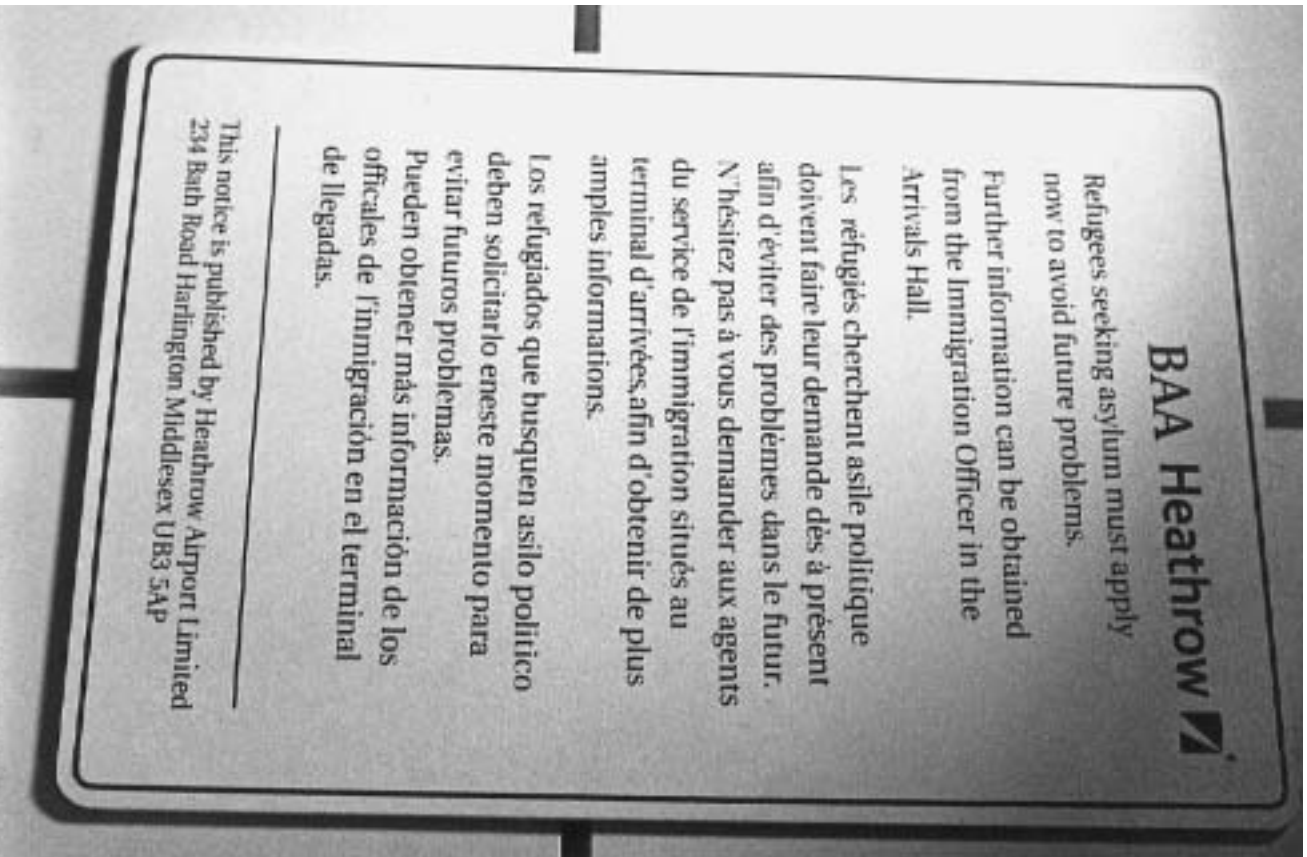 BAA Heathrow
Refugees seeking asylum must apply
now to avoid future problems.
Further information can be obtained
from the Immigration Officer in the
Arrivals Hall.
Les réfugiés cherchent asile politique
doivent faire leur demande dès à présent
afin d'éviter des problèmes dans le futur.
N'hésitez pas à vous demander aux agents
du service de l'immigration situés au
terminal d'arrivées, afin d'obtenir de plus
amples informations.
Los refugiados que busquen asilo politico
deben solicitarlo eneste momento para
evitar futuros problemas.
Pueden obtener más información de los
officales de l'inmigración en el terminal
de llegadas.
This notice is published by Heathrow Airport Limited
234 Bath Road Harlington Middlesex UB3 5AP